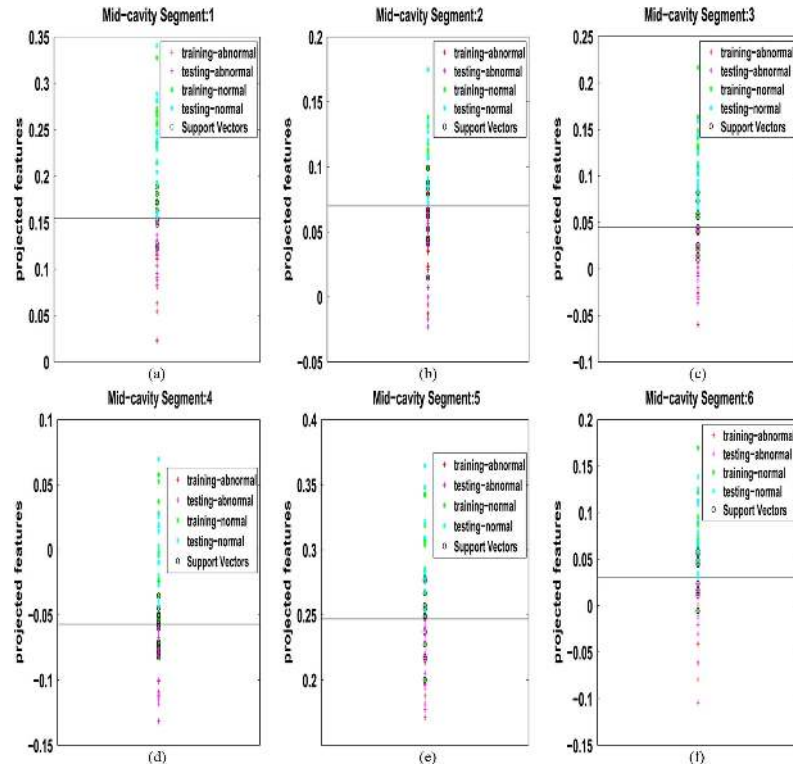 Mid-cavity Segment:1
Mid-cavity Segment:2
Mid-cavity Segment:3
0.35
0.3
0.25
0.2
0.15
0.1
0.05
0
projected features
training-abnormal
testing-abnormal
training-normal
testing-normal
Support Vectors
(a)
0.2
0.15
0.1
0.05
0
−0.05
projected features
training-abnormal
testing-abnormal
training-normal
testing-normal
Support Vectors
(b)
0.25
0.2
0.15
0.1
0.05
0
−0.05
−0.1
projected features
training-abnormal
testing-abnormal
training-normal
testing-normal
Support Vectors
(c)
Mid-cavity Segment:4
Mid-cavity Segment:5
Mid-cavity Segment:6
0.1
0.05
0
−0.05
−0.1
−0.15
projected features
training-abnormal
testing-abnormal
training-normal
testing-normal
Support Vectors
(d)
0.4
0.35
0.3
0.25
0.2
projected features
training-abnormal
testing-abnormal
training-normal
testing-normal
Support Vectors
(e)
0.2
0.15
0.1
0.05
0
−0.05
−0.1
−0.15
projected features
training-abnormal
testing-abnormal
training-normal
testing-normal
Support Vectors
(f)